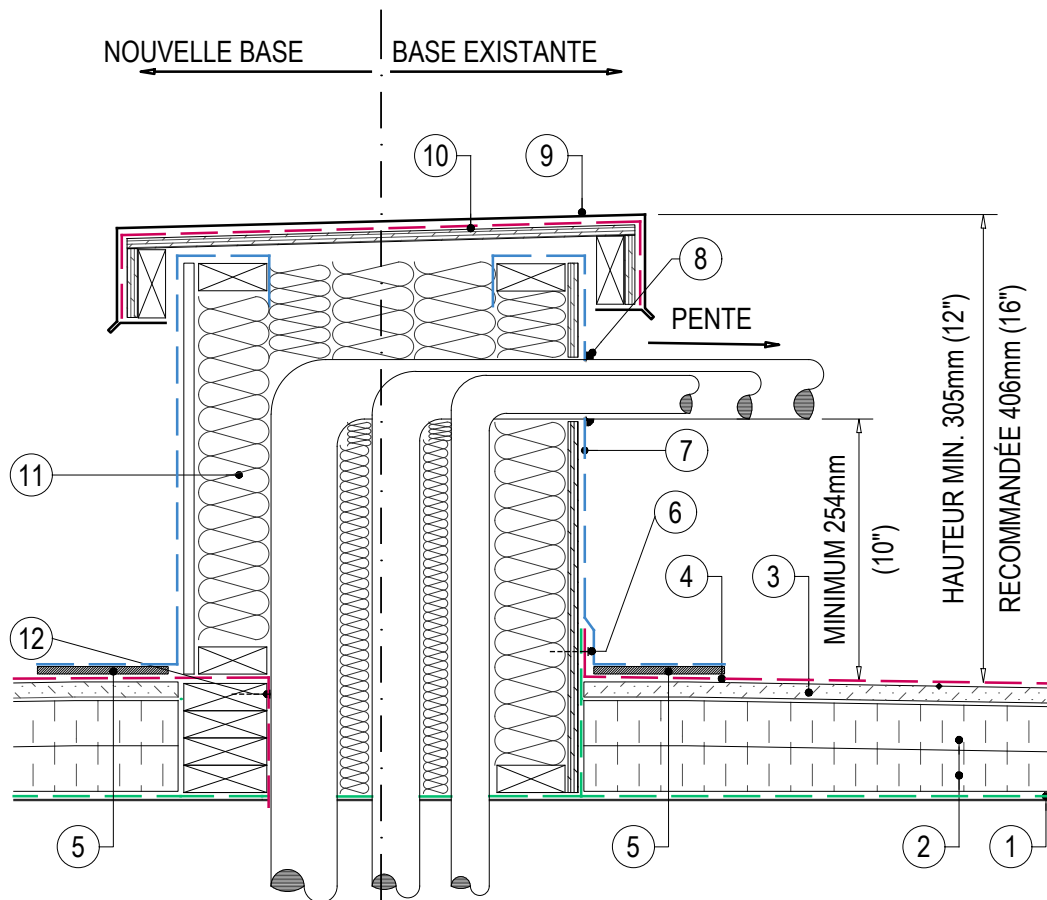 NOUVELLE BASE
BASE EXISTANTE
10
9
8
PENTE
11
7
6
4
3
12
MINIMUM 254mm
(10")
HAUTEUR MIN. 305mm (12")
RECOMMANDÉE 406mm (16")
5
5
2
1